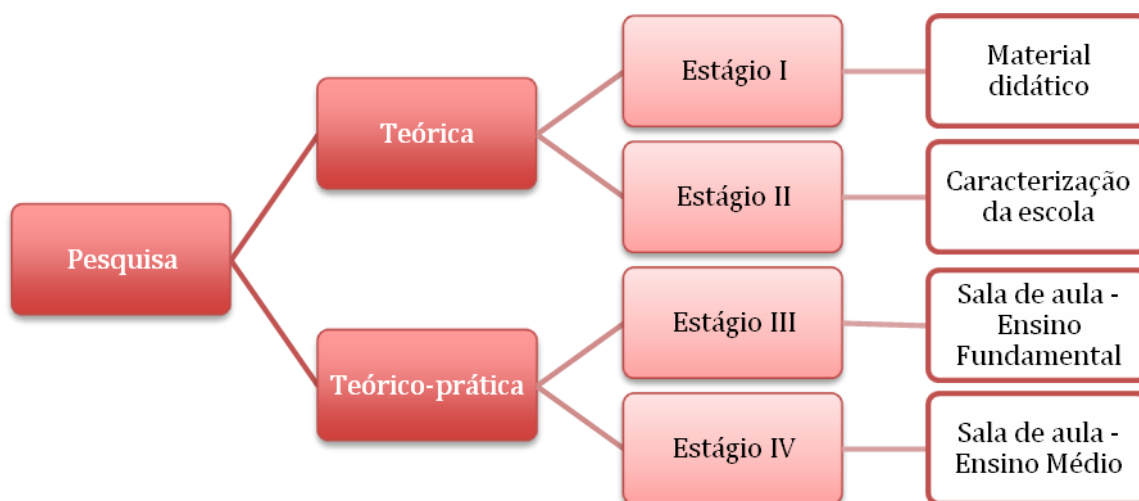 Pesquisa
Teórica
Teórico-prática
Estágio I
Estágio II
Estágio III
Estágio IV
Material
didático
Caracterização
da escola
Sala de aula -
Ensino
Fundamental
Sala de aula -
Ensino Médio